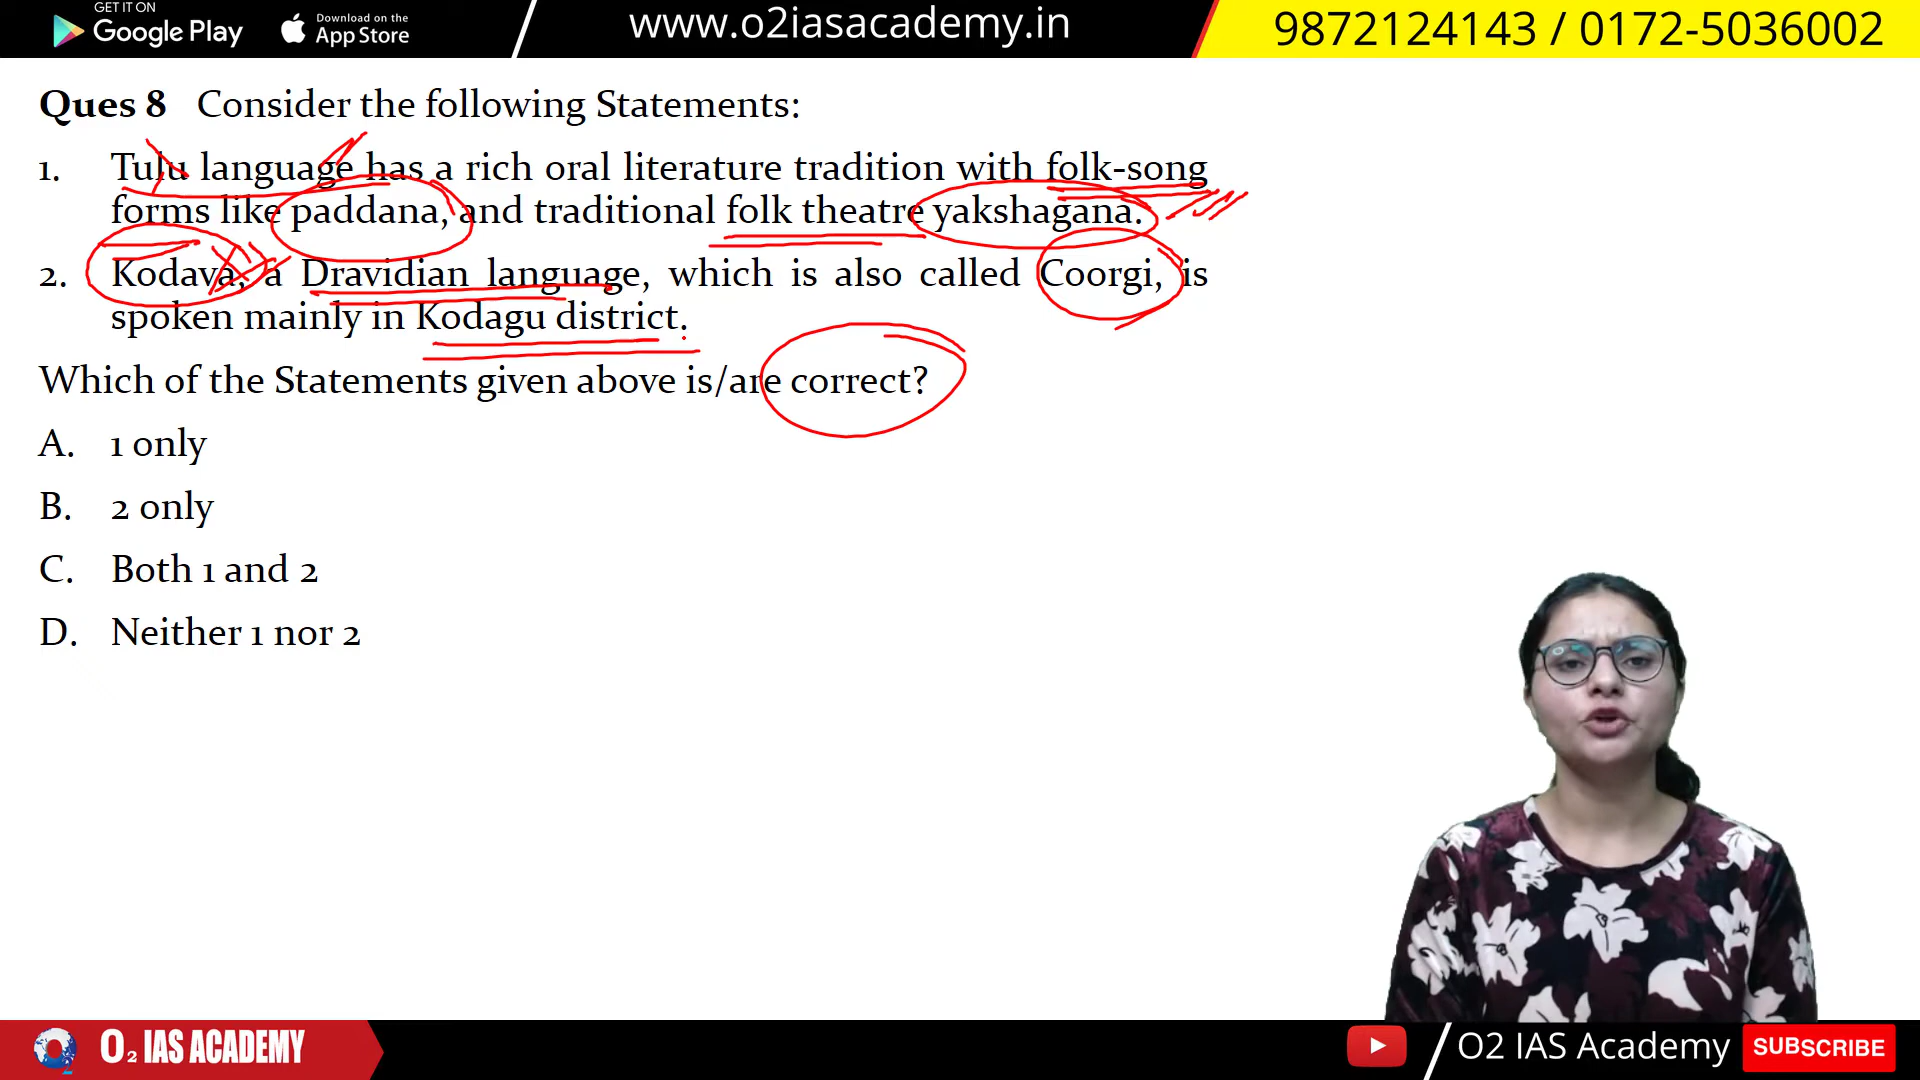 GET IT ON
Google Play
Download on the
App Store
www.o2iasacademy.in
9872124143 / 0172-5036002
Ques 8 Consider the following Statements:
1. Tulu language has a rich oral literature tradition with folk-song
forms like paddana, and traditional folk theatre yakshagana.
2. Kodava, a Dravidian language, which is also called Coorgi, is
spoken mainly in Kodagu district.
Which of the Statements given above is/are correct?
A. 1 only
B. 2 only
C. Both 1 and 2
D. Neither 1 nor 2
O2 IAS ACADEMY
O2 IAS Academy
SUBSCRIBE